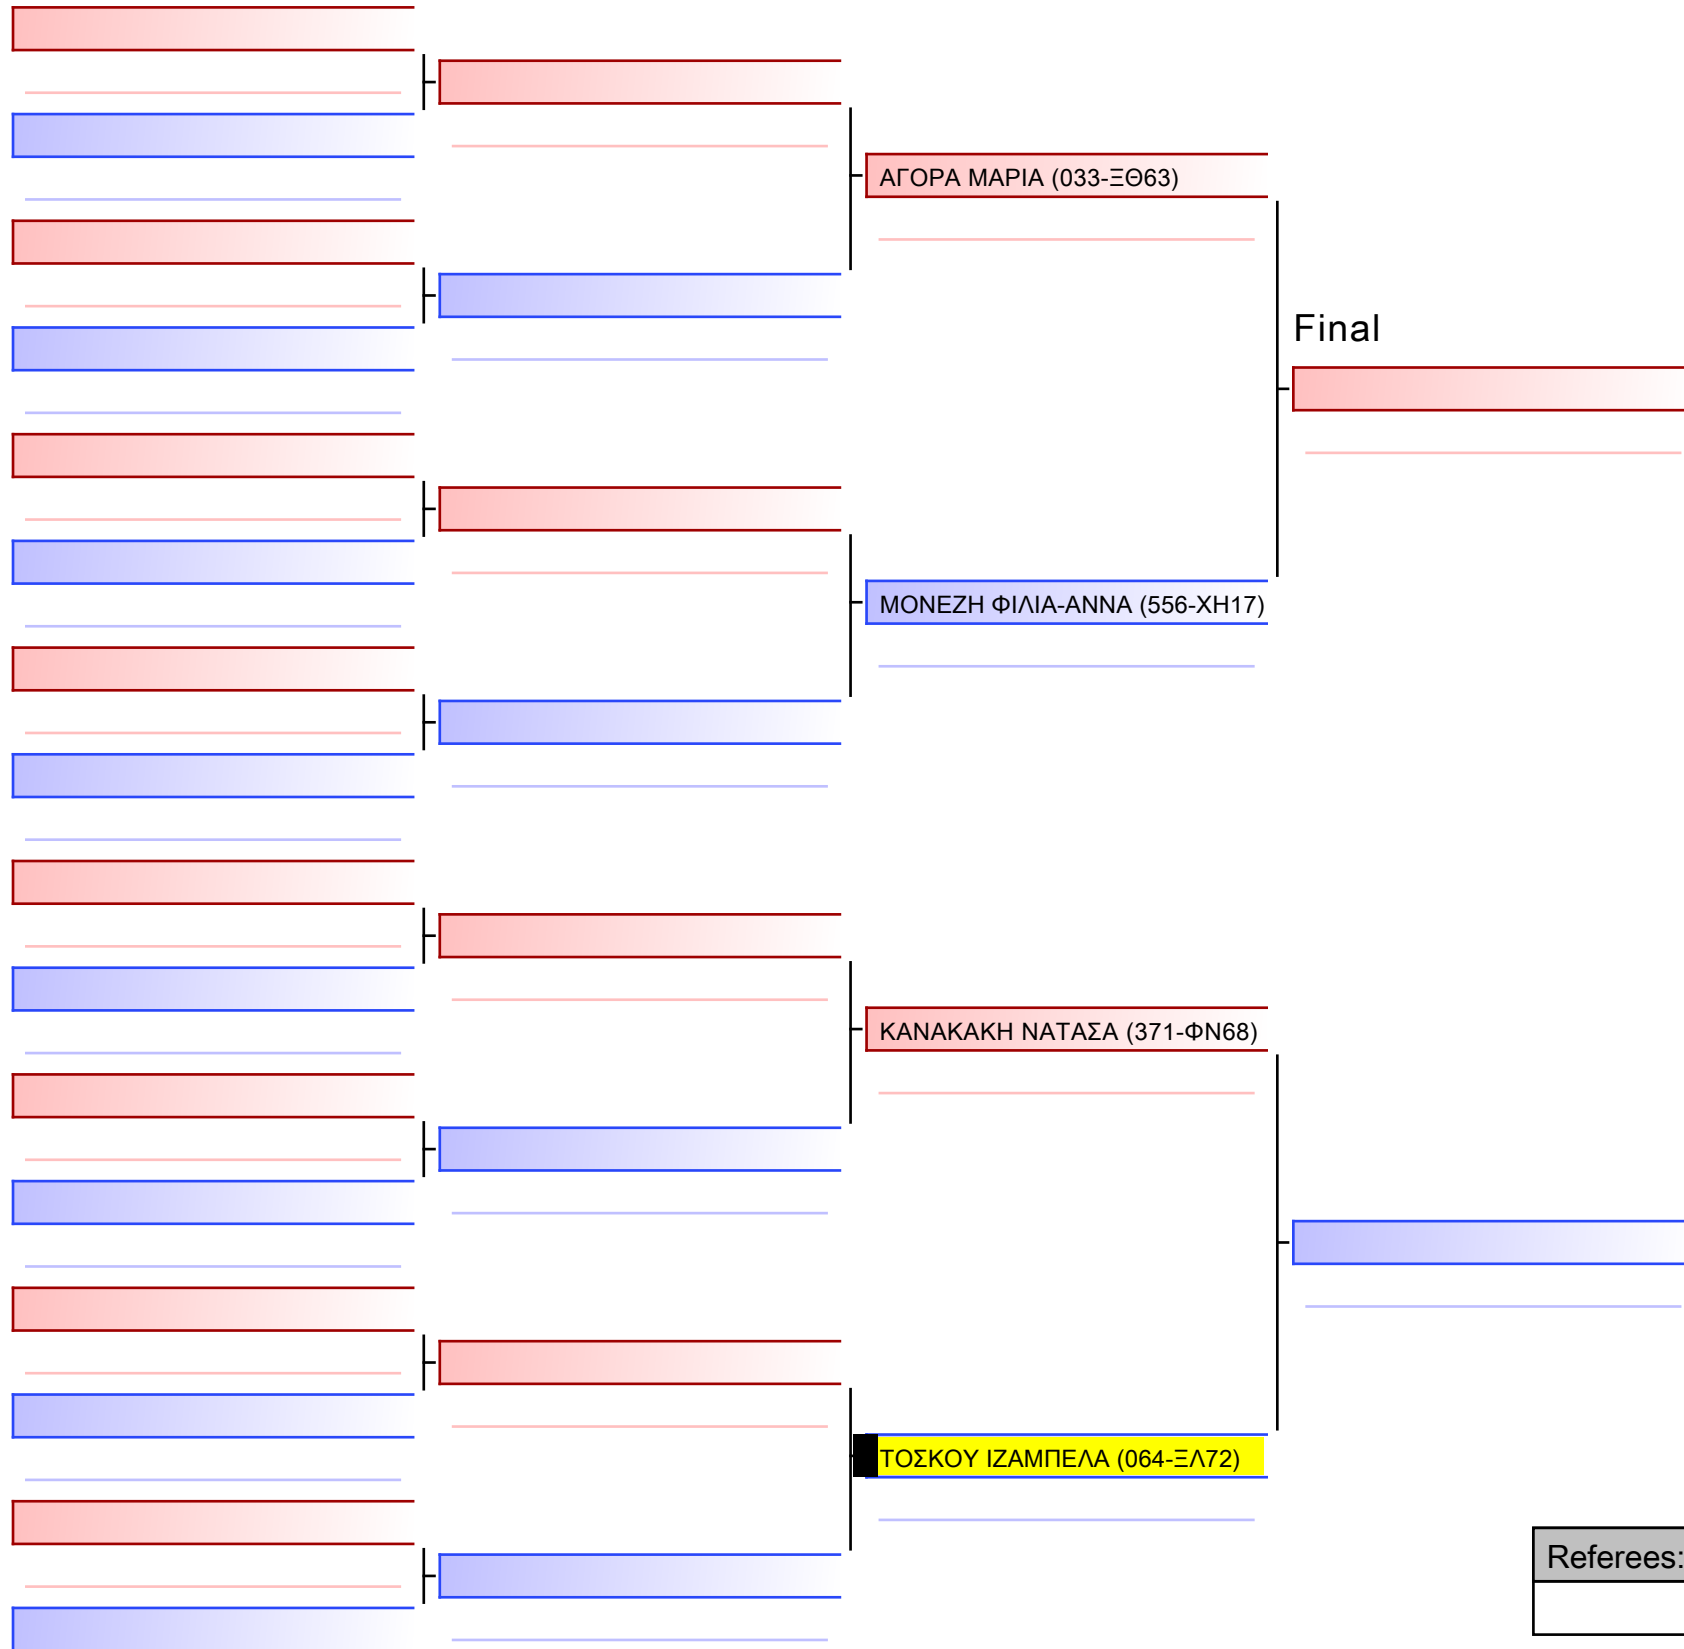 ΑΓΟΡΑ ΜΑΡΙΑ (033-ΞΘ63)
Final
ΜΟΝΕΖΗ ΦΙΛΙΑ-ΑΝΝΑ (556-ΧΗ17)
ΚΑΝΑΚΑΚΗ ΝΑΤΑΣΑ (371-ΦΝ68)
ΤΟΣΚΟΥ ΙΖΑΜΠΕΛΑ (064-ΞΛ72)
Referees: